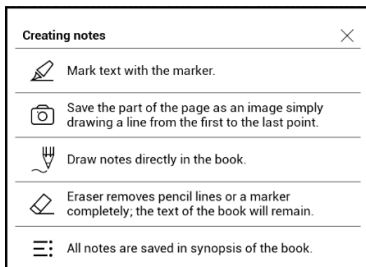 Creating notes
Mark text with the marker.
Save the part of the page as an image simply
drawing a line from the first to the last point.
Draw notes directly in the book.
Eraser removes pencil lines or a marker
completely; the text of the book will remain.
All notes are saved in synopsis of the book.